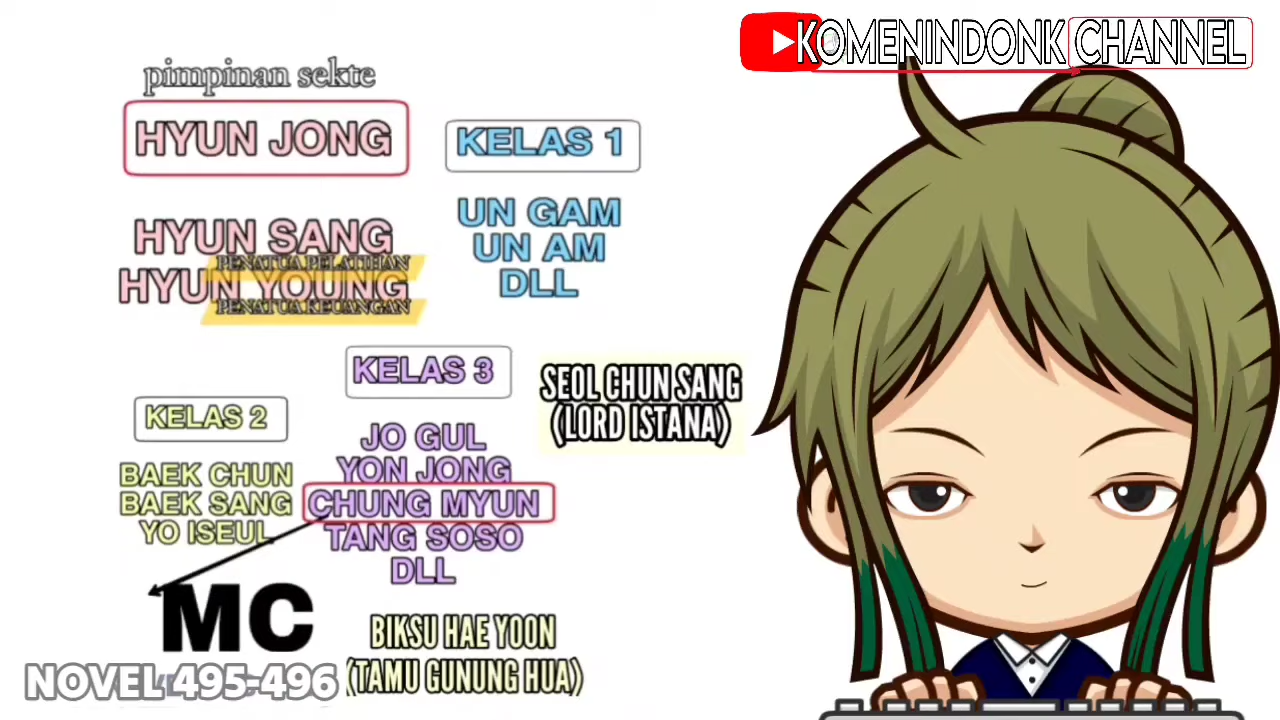 KOMENINDONK CHANNEL
pimpinan sekte
HYUN JONG
HYUN SANG
PENATUA PELATIHAN
HYUN YOUNG
PENATUA KEUANGAN
KELAS 1
UN GAM
UN AM
DLL
KELAS 2
BAEK CHUN
BAEK SANG
YO ISEUL
KELAS 3
JO GUL
YON JONG
CHUNG MYUN
TANG SOSO
DLL
SEOL CHUN SANG
(LORD ISTANA)
MC
BIKSU HAE YOON
(TAMU GUNUNG HUA)
NOVEL 495-496